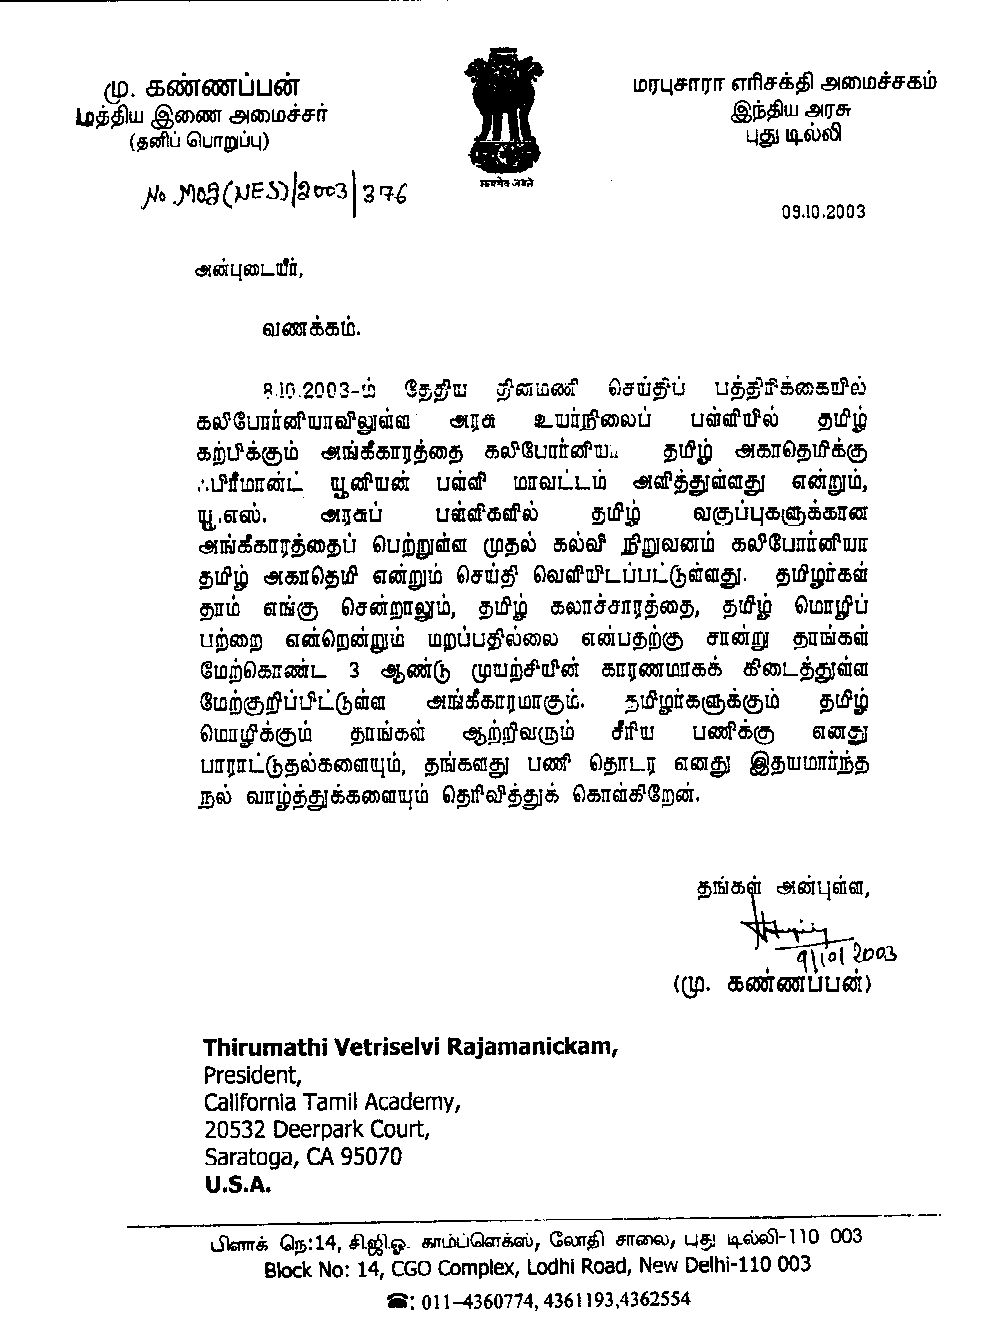 மு. கண்ணப்பன்
மத்திய இணை அமைச்சர்
(தனிப் பொறுப்பு)
மரபுசாரா எரிசக்தி அமைச்சகம்
இந்திய அரசு
புது டில்லி
सत्यमेव जयते
No MOS(NES)/2003/376
09.10.2003
அன்புடையீர்,
வணக்கம்.
8.10.2003-ம் தேதிய தினமணி செய்திப் பத்திரிக்கையில்
கலிபோர்னியாவிலுள்ள அரசு உயர்நிலைப் பள்ளியில் தமிழ்
கற்பிக்கும் அங்கீகாரத்தை கலிபோர்னிய தமிழ் அகாதெமிக்கு
ஃபிரீமாண்ட் யூனியன் பள்ளி மாவட்டம் அளித்துள்ளது என்றும்,
யூ.எஸ். அரசுப் பள்ளிகளில் தமிழ் வகுப்புகளுக்கான
அங்கீகாரத்தைப் பெற்றுள்ள முதல் கல்வி நிறுவனம் கலிபோர்னியா
தமிழ் அகாதெமி என்றும் செய்தி வெளியிடப்பட்டுள்ளது. தமிழர்கள்
தாம் எங்கு சென்றாலும், தமிழ் கலாச்சாரத்தை, தமிழ் மொழிப்
பற்றை என்றென்றும் மறப்பதில்லை என்பதற்கு சான்று தாங்கள்
மேற்கொண்ட 3 ஆண்டு முயற்சியின் காரணமாகக் கிடைத்துள்ள
மேற்குறிப்பிட்டுள்ள அங்கீகாரமாகும். தமிழர்களுக்கும் தமிழ்
மொழிக்கும் தாங்கள் ஆற்றிவரும் சீரிய பணிக்கு எனது
பாராட்டுதல்களையும், தங்களது பணி தொடர எனது இதயமார்ந்த
நல் வாழ்த்துக்களையும் தெரிவித்துக் கொள்கிறேன்.
தங்கள் அன்புள்ள,
9/10/2003
(மு. கண்ணப்பன்)
Thirumathi Vetriselvi Rajamanickam,
President,
California Tamil Academy,
20532 Deerpark Court,
Saratoga, CA 95070
U.S.A.
பிளாக் நெ:14, சி.ஜி.ஓ. காம்ப்ளெக்ஸ், லோதி சாலை, புது டில்லி-110 003
Block No: 14, CGO Complex, Lodhi Road, New Delhi-110 003
☎: 011-4360774, 4361193,4362554